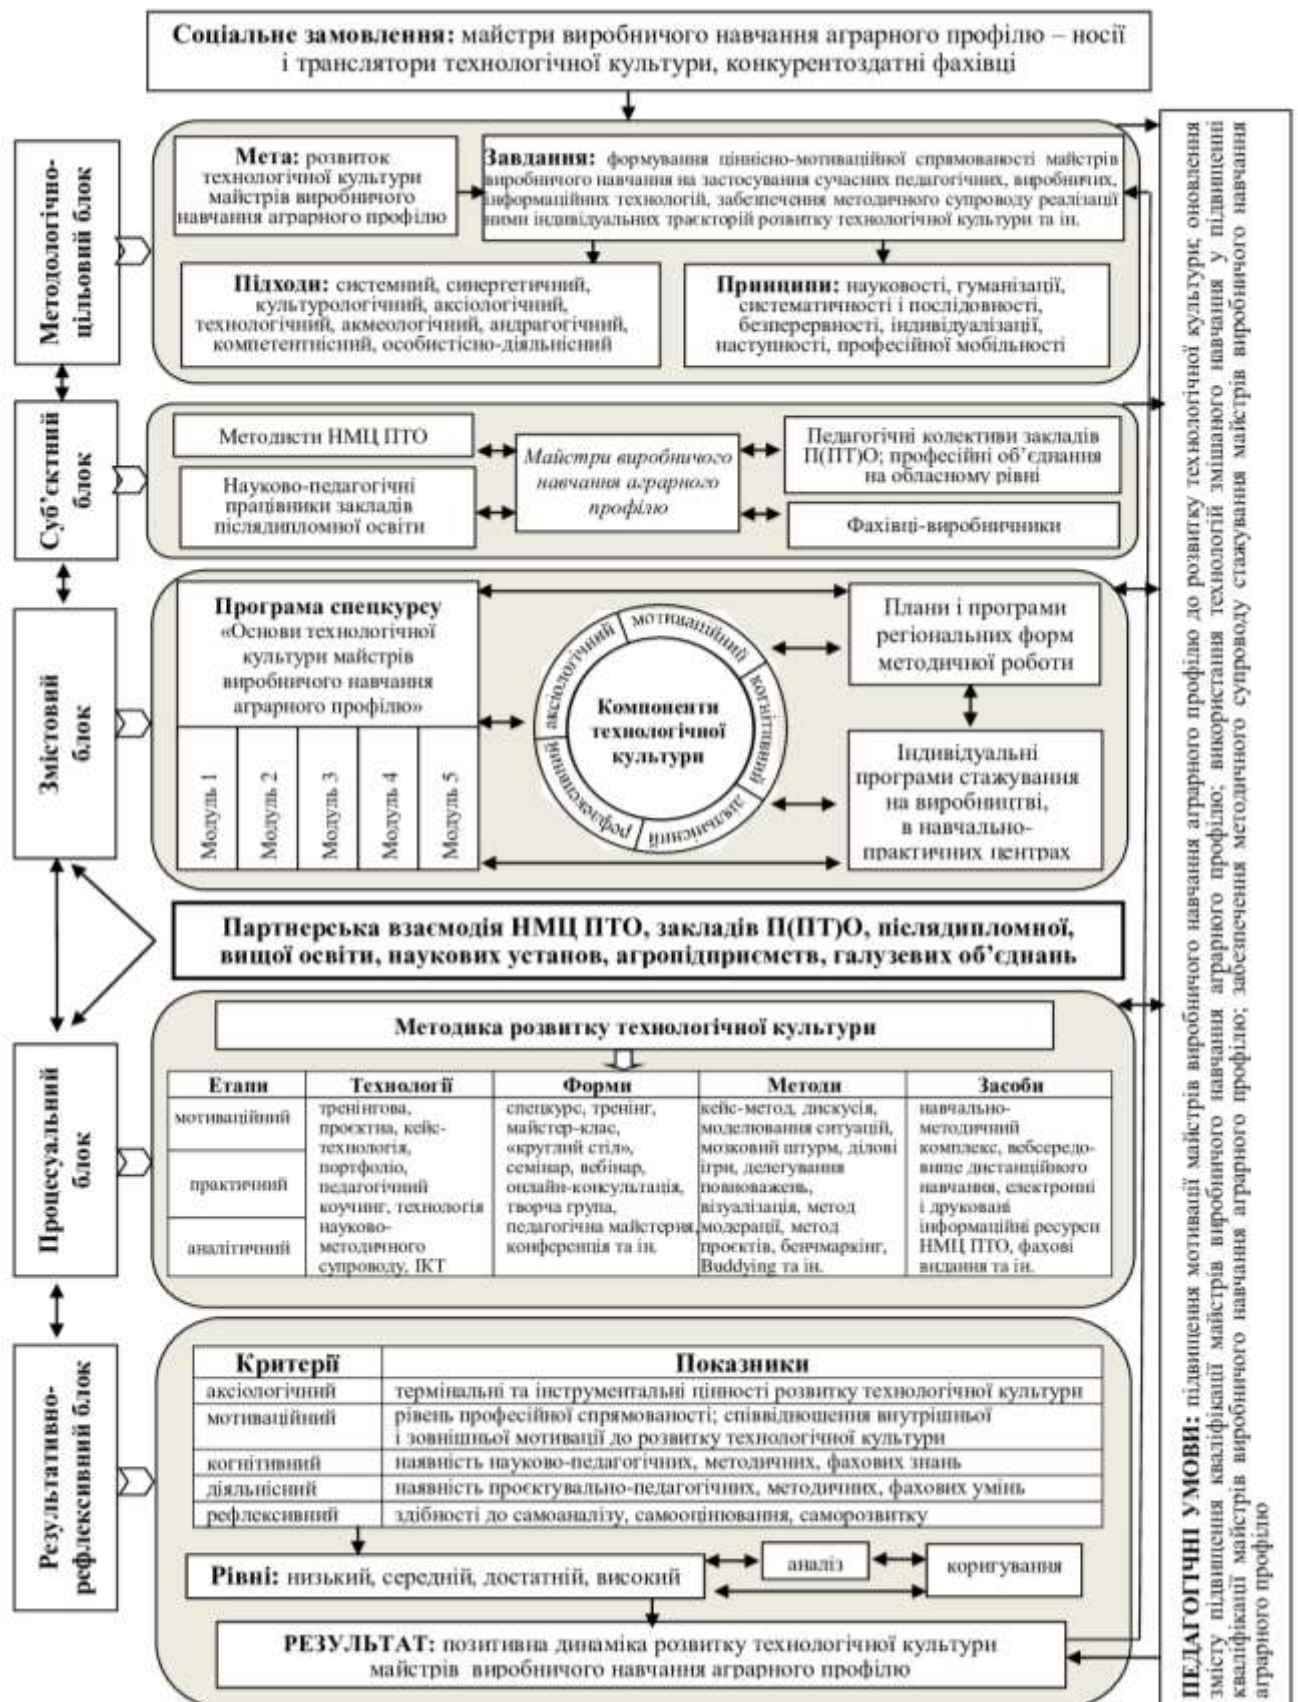 Соціальне замовлення: майстри виробничого навчання аграрного профілю – носії
і транслятори технологічної культури, конкурентоздатні фахівці
Методологічно-
цільовий блок
Мета: розвиток
технологічної культури
майстрів виробничого
навчання аграрного профілю
Завдання: формування ціннісно-мотиваційної спрямованості майстрів
виробничого навчання на застосування сучасних педагогічних, виробничих,
інформаційних технологій, забезпечення методичного супроводу реалізації
ними індивідуальних траєкторій розвитку технологічної культури та ін.
Підходи: системний, синергетичний,
культурологічний, аксіологічний,
технологічний, акмеологічний, андрагогічний,
компетентнісний, особистісно-діяльнісний
Принципи: науковості, гуманізації,
систематичності і послідовності,
безперервності, індивідуалізації,
наступності, професійної мобільності
Суб’єктний
блок
Методисти НМЦ ПТО
Науково-педагогічні
працівники закладів
післядипломної освіти
Майстри виробничого
навчання аграрного
профілю
Педагогічні колективи закладів
П(ПТ)О; професійні об’єднання
на обласному рівні
Фахівці-виробничники
Змістовий
блок
Програма спецкурсу
«Основи технологічної
культури майстрів
виробничого навчання
аграрного профілю»
Модуль 1
Модуль 2
Модуль 3
Модуль 4
Модуль 5
аксіологічний
мотиваційний
когнітивний
діяльнісний
рефлексивний
Компоненти
технологічної
культури
Плани і програми
регіональних форм
методичної роботи
Індивідуальні
програми стажування
на виробництві,
в навчально-
практичних центрах
Партнерська взаємодія НМЦ ПТО, закладів П(ПТ)О, післядипломної,
вищої освіти, наукових установ, агропідприємств, галузевих об’єднань
Процесуальний
блок
Методика розвитку технологічної культури
Етапи
мотиваційний
практичний
аналітичний
Технології
тренінгова,
проєктна, кейс-
технологія,
портфоліо,
педагогічний
коучинг, технологія
науково-
методичного
супроводу, ІКТ
Форми
спецкурс, тренінг,
майстер-клас,
«круглий стіл»,
семінар, вебінар,
онлайн-консультація,
творча група,
педагогічна майстерня,
конференція та ін.
Методи
кейс-метод, дискусія,
моделювання ситуацій,
мозковий штурм, ділові
ігри, делегування
повноважень,
візуалізація, метод
модерації, метод
проєктів, бенчмаркінг,
Buddying та ін.
Засоби
навчально-
методичний
комплекс, вебсередо-
вище дистанційного
навчання, електронні
і друковані
інформаційні ресурси
НМЦ ПТО, фахові
видання та ін.
Результативно-
рефлексивний блок
Критерії Показники
аксіологічний термінальні та інструментальні цінності розвитку технологічної культури
мотиваційний рівень професійної спрямованості; співвідношення внутрішньої
і зовнішньої мотивації до розвитку технологічної культури
когнітивний наявність науково-педагогічних, методичних, фахових знань
діяльнісний наявність проєктувально-педагогічних, методичних, фахових умінь
рефлексивний здібності до самоаналізу, самооцінювання, саморозвитку
Рівні: низький, середній, достатній, високий
аналіз
коригування
РЕЗУЛЬТАТ: позитивна динаміка розвитку технологічної культури
майстрів виробничого навчання аграрного профілю
ПЕДАГОГІЧНІ УМОВИ: підвищення мотивації майстрів виробничого навчання аграрного профілю до розвитку технологічної культури; оновлення
змісту підвищення кваліфікації майстрів виробничого навчання аграрного профілю; використання технологій змішаного навчання у підвищенні
кваліфікації майстрів виробничого навчання аграрного профілю; забезпечення методичного супроводу стажування майстрів виробничого навчання
аграрного профілю